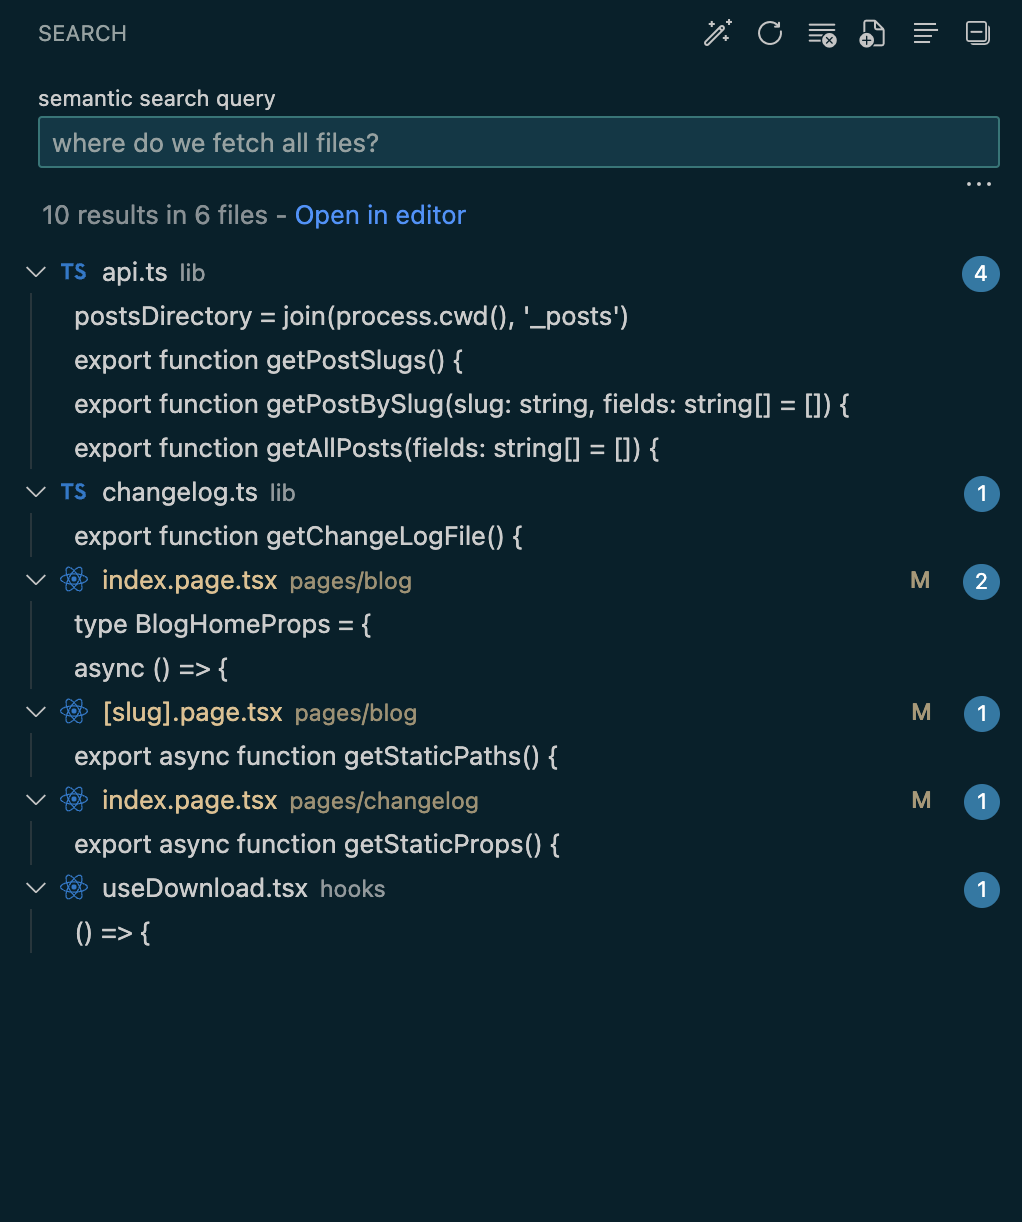 SEARCH
semantic search query
where do we fetch all files?
...
10 results in 6 files - Open in editor
TS api.ts lib 4
postsDirectory = join(process.cwd(), '_posts')
export function getPostSlugs() {
export function getPostBySlug(slug: string, fields: string[] = []) {
export function getAllPosts(fields: string[] = []) {
TS changelog.ts lib 1
export function getChangeLogFile() {
index.page.tsx pages/blog M 2
type BlogHomeProps = {
async () => {
[slug].page.tsx pages/blog M 1
export async function getStaticPaths() {
index.page.tsx pages/changelog M 1
export async function getStaticProps() {
useDownload.tsx hooks 1
() => {